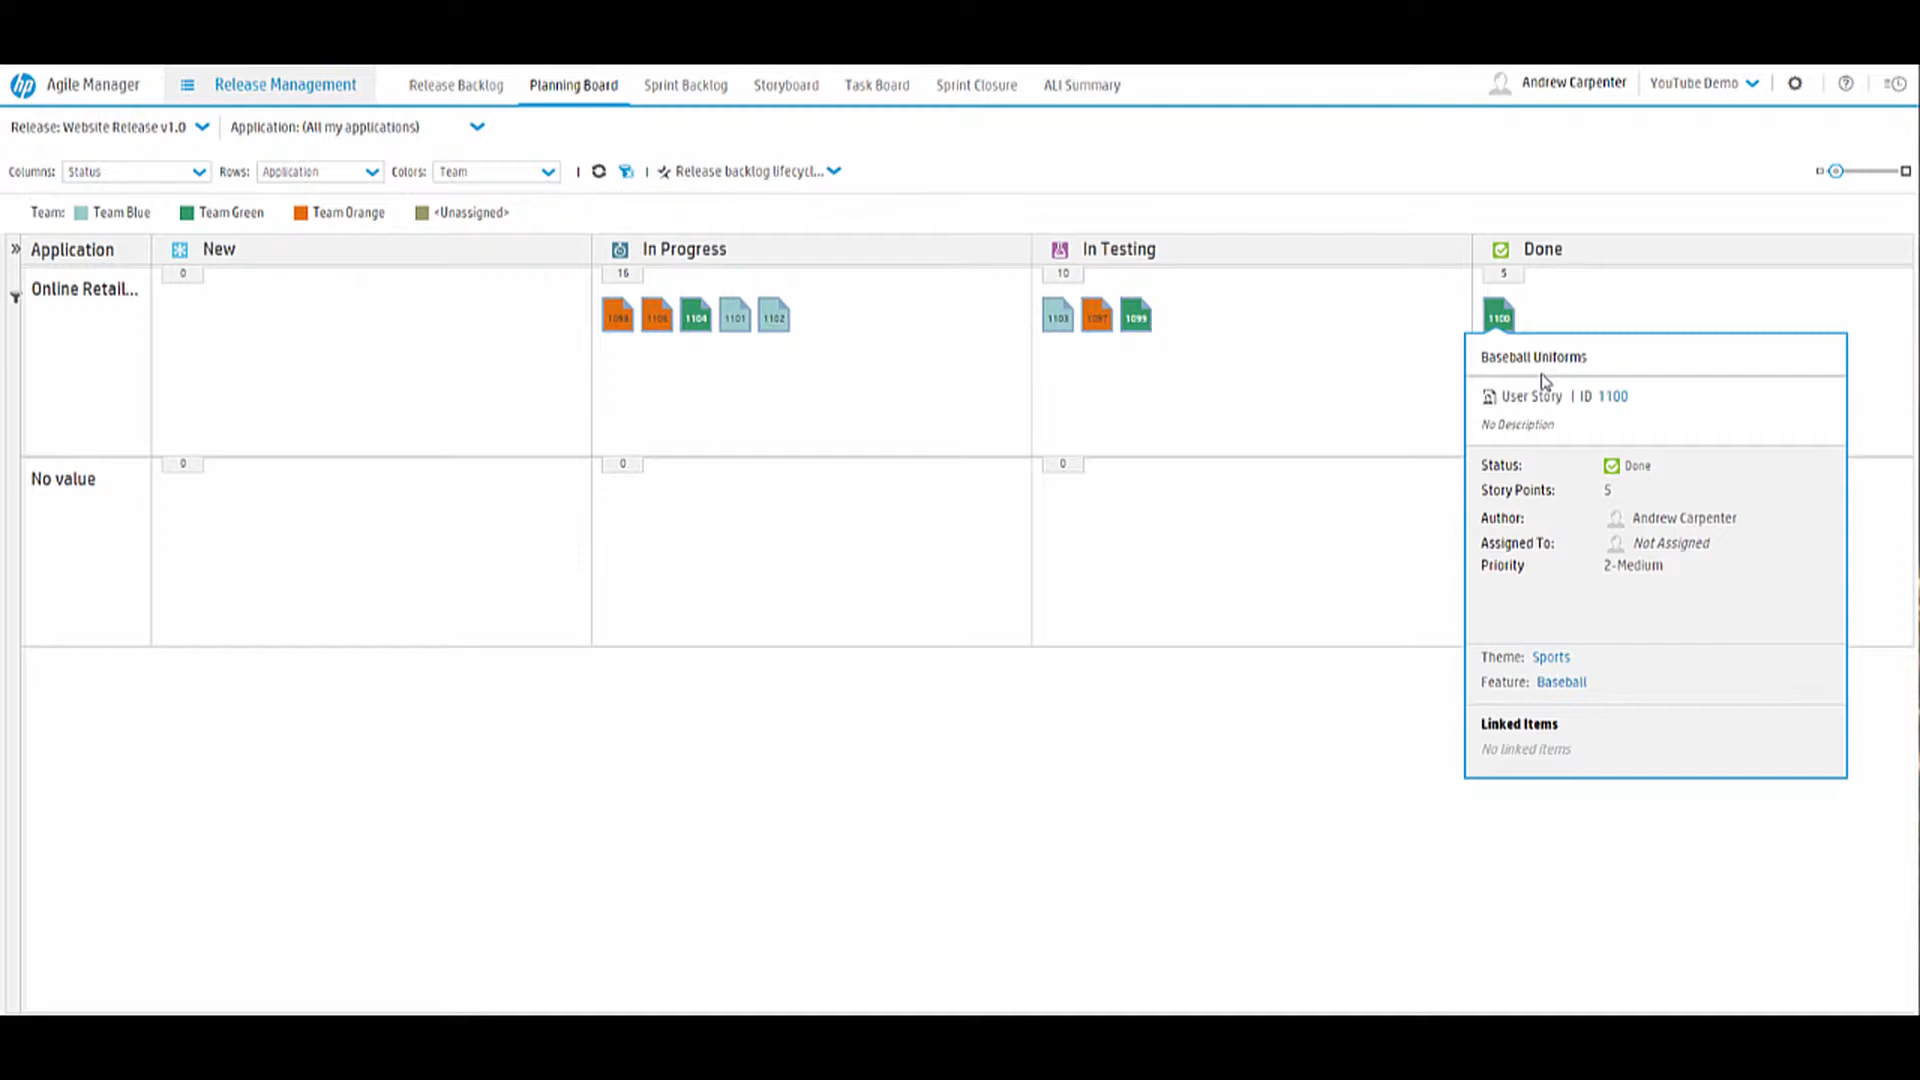 hp Agile Manager Release Management Release Backlog Planning Board Sprint Backlog Storyboard Task Board Sprint Closure ALI Summary Andrew Carpenter YouTube Demo
Release: Website Release v1.0 Application: (All my applications)
Columns: Status Rows: Application Colors: Team Release backlog lifecycl...
Team: Team Blue Team Green Team Orange <Unassigned>
Application New In Progress In Testing Done
0 16 10 5
Online Retail...
1098 1105 1104 1101 1102 1103 1097 1099 1100
Baseball Uniforms
User Story | ID 1100
No Description
0 0 0
No value
Status: Done
Story Points: 5
Author: Andrew Carpenter
Assigned To: Not Assigned
Priority 2-Medium
Theme: Sports
Feature: Baseball
Linked Items
No linked items